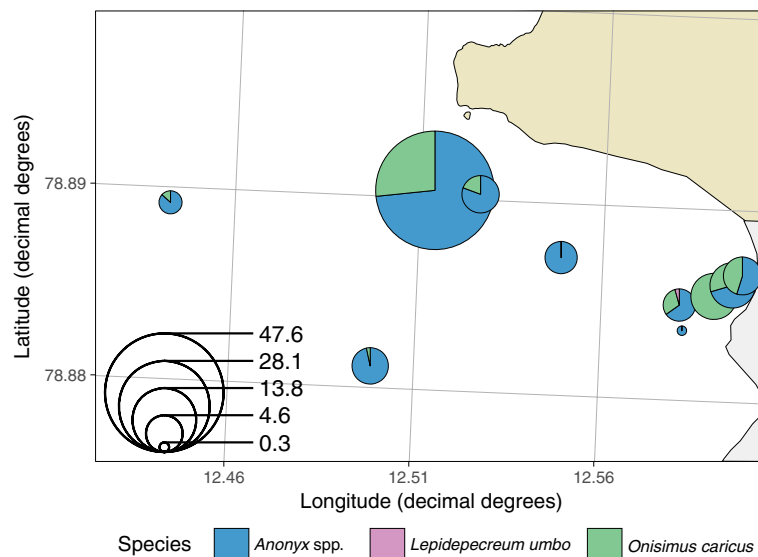 Latitude (decimal degrees)
78.89
78.88
47.6
28.1
13.8
4.6
0.3
12.46
12.51
12.56
Longitude (decimal degrees)
Species
Anonyx spp.
Lepidepecreum umbo
Onisimus caricus